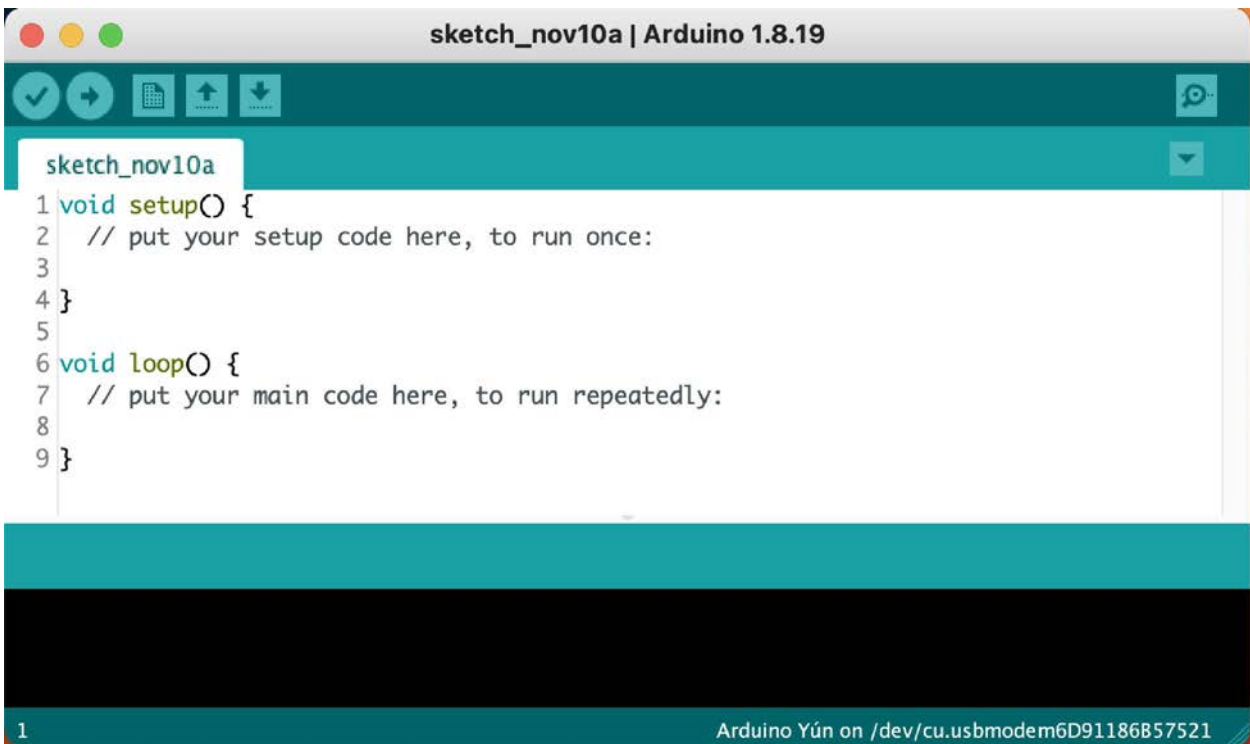 sketch_nov10a | Arduino 1.8.19
sketch_nov10a
1 void setup() {
2   // put your setup code here, to run once:
3
4 }
5
6 void loop() {
7   // put your main code here, to run repeatedly:
8
9 }
1 Arduino Yún on /dev/cu.usbmodem6D91186B57521